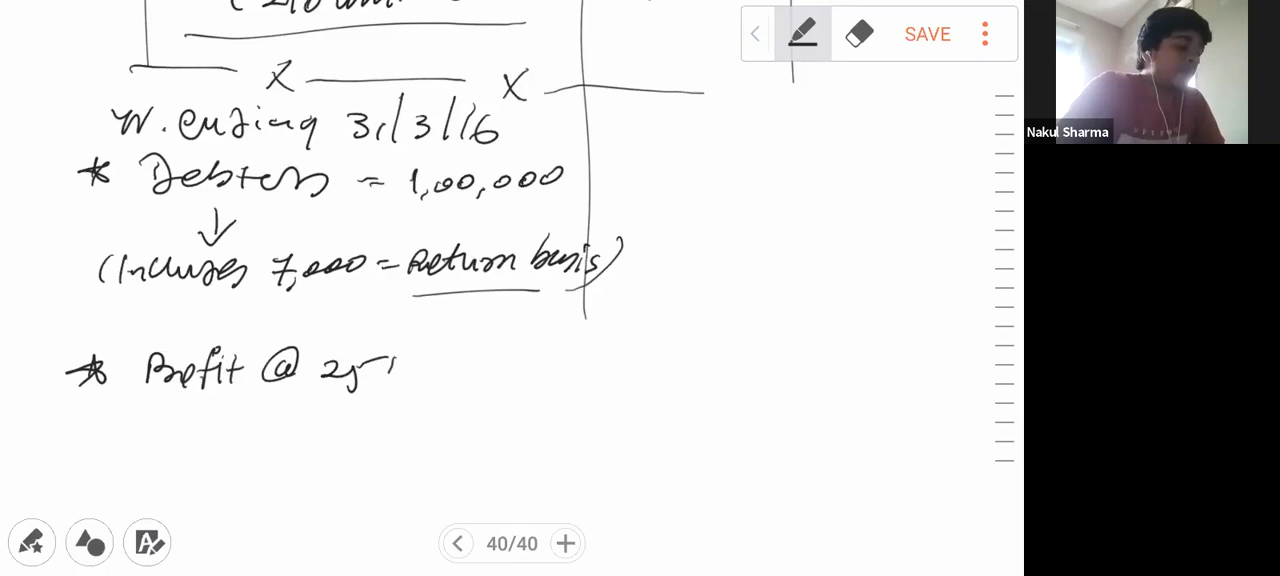 SAVE
X X
Nakul Sharma
Y. ending 31/3/16
* Debtors = 1,00,000
(Includes 7,000 = Return basis)
* Profit @ 25
40/40